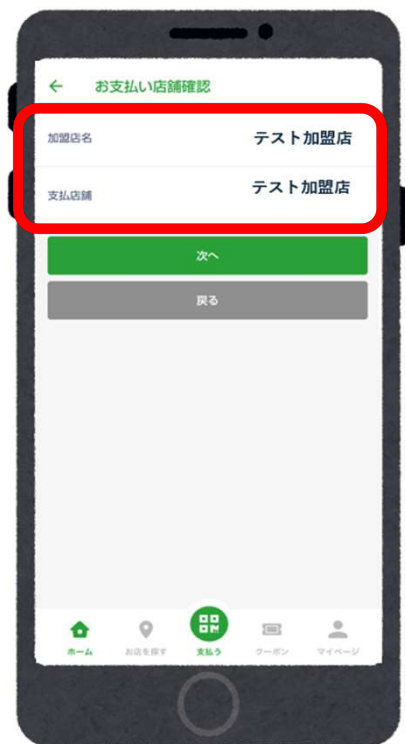 お支払い店舗確認
加盟店名 テスト加盟店
支払店舗 テスト加盟店
次へ
戻る
ホーム お店を探す 支払う クーポン マイページ